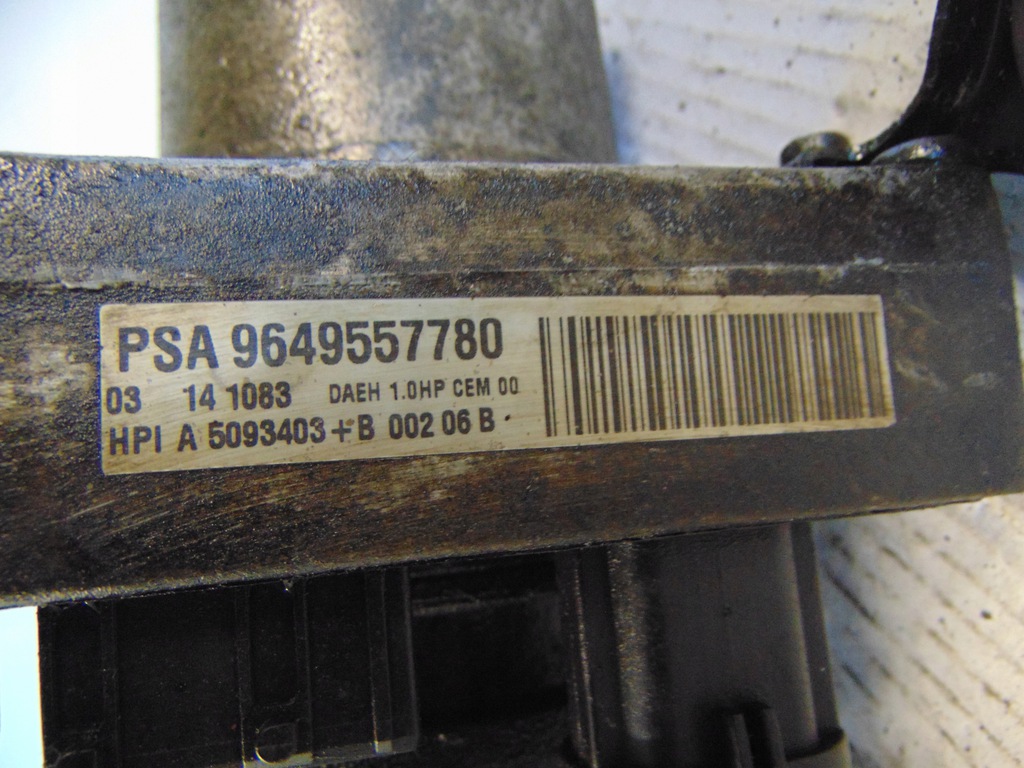 PSA 9649557780
03 14 1083 DAEH 1.0HP CEM 00
HPI A 5093403+B 002 06 B